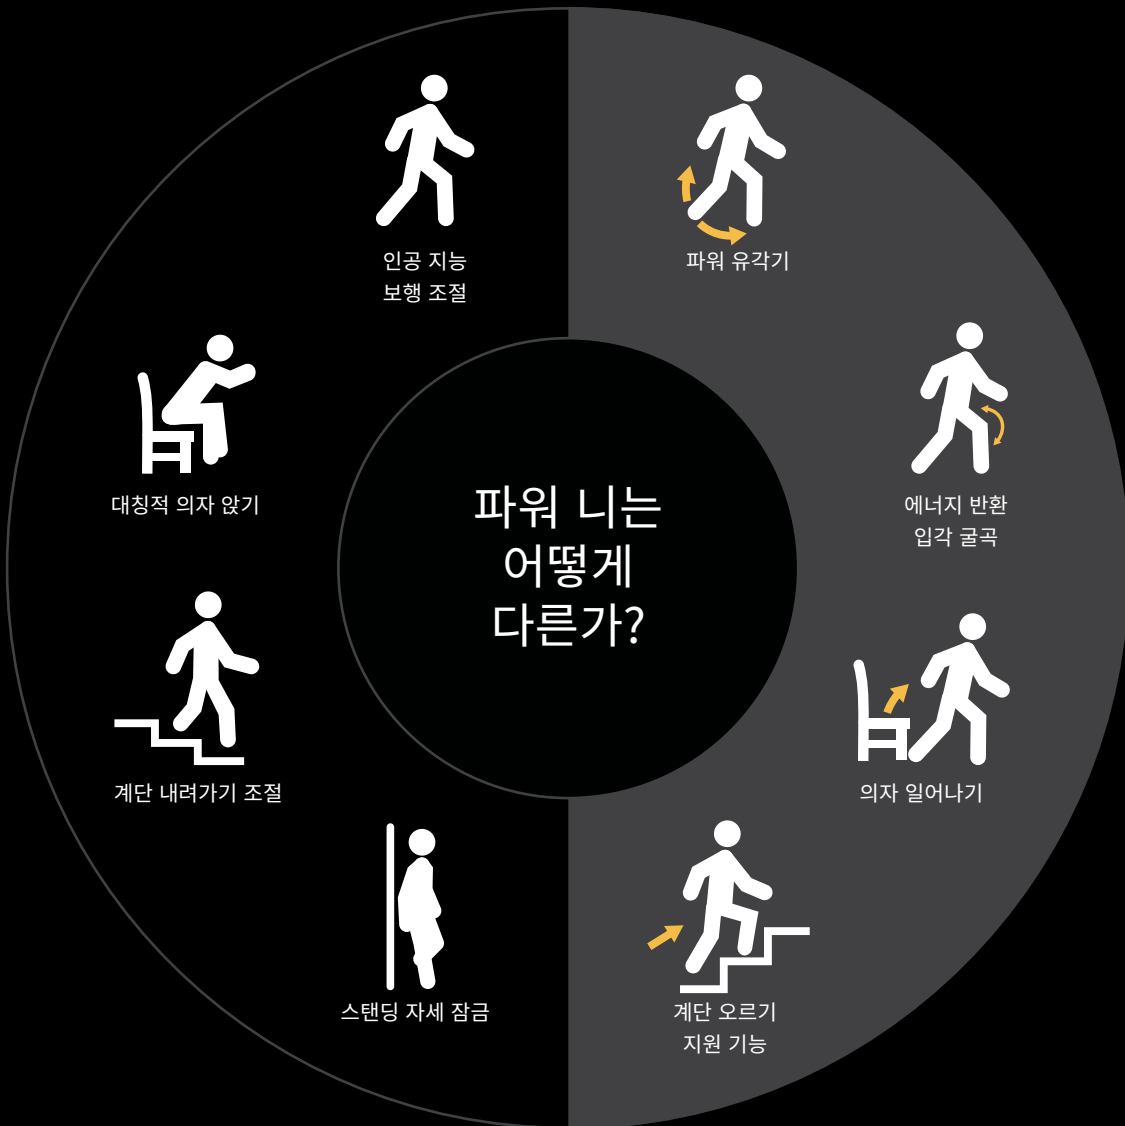 인공 지능
보행 조절
파워 유각기
대칭적 의자 앉기
에너지 반환
입각 굴곡
파워 니는
어떻게
다른가?
계단 내려가기 조절
의자 일어나기
스탠딩 자세 잠금
계단 오르기
지원 기능